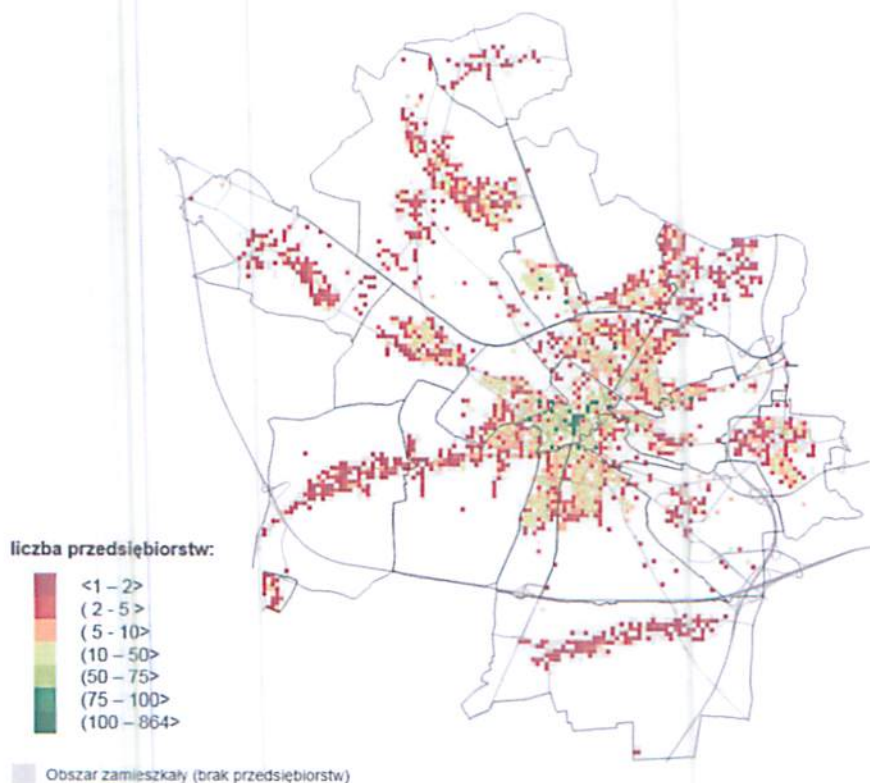 liczba przedsiębiorstw:
<1 – 2>
( 2 - 5 >
( 5 - 10>
(10 – 50>
(50 – 75>
(75 – 100>
(100 – 864>
Obszar zamieszkały (brak przedsiębiorstw)